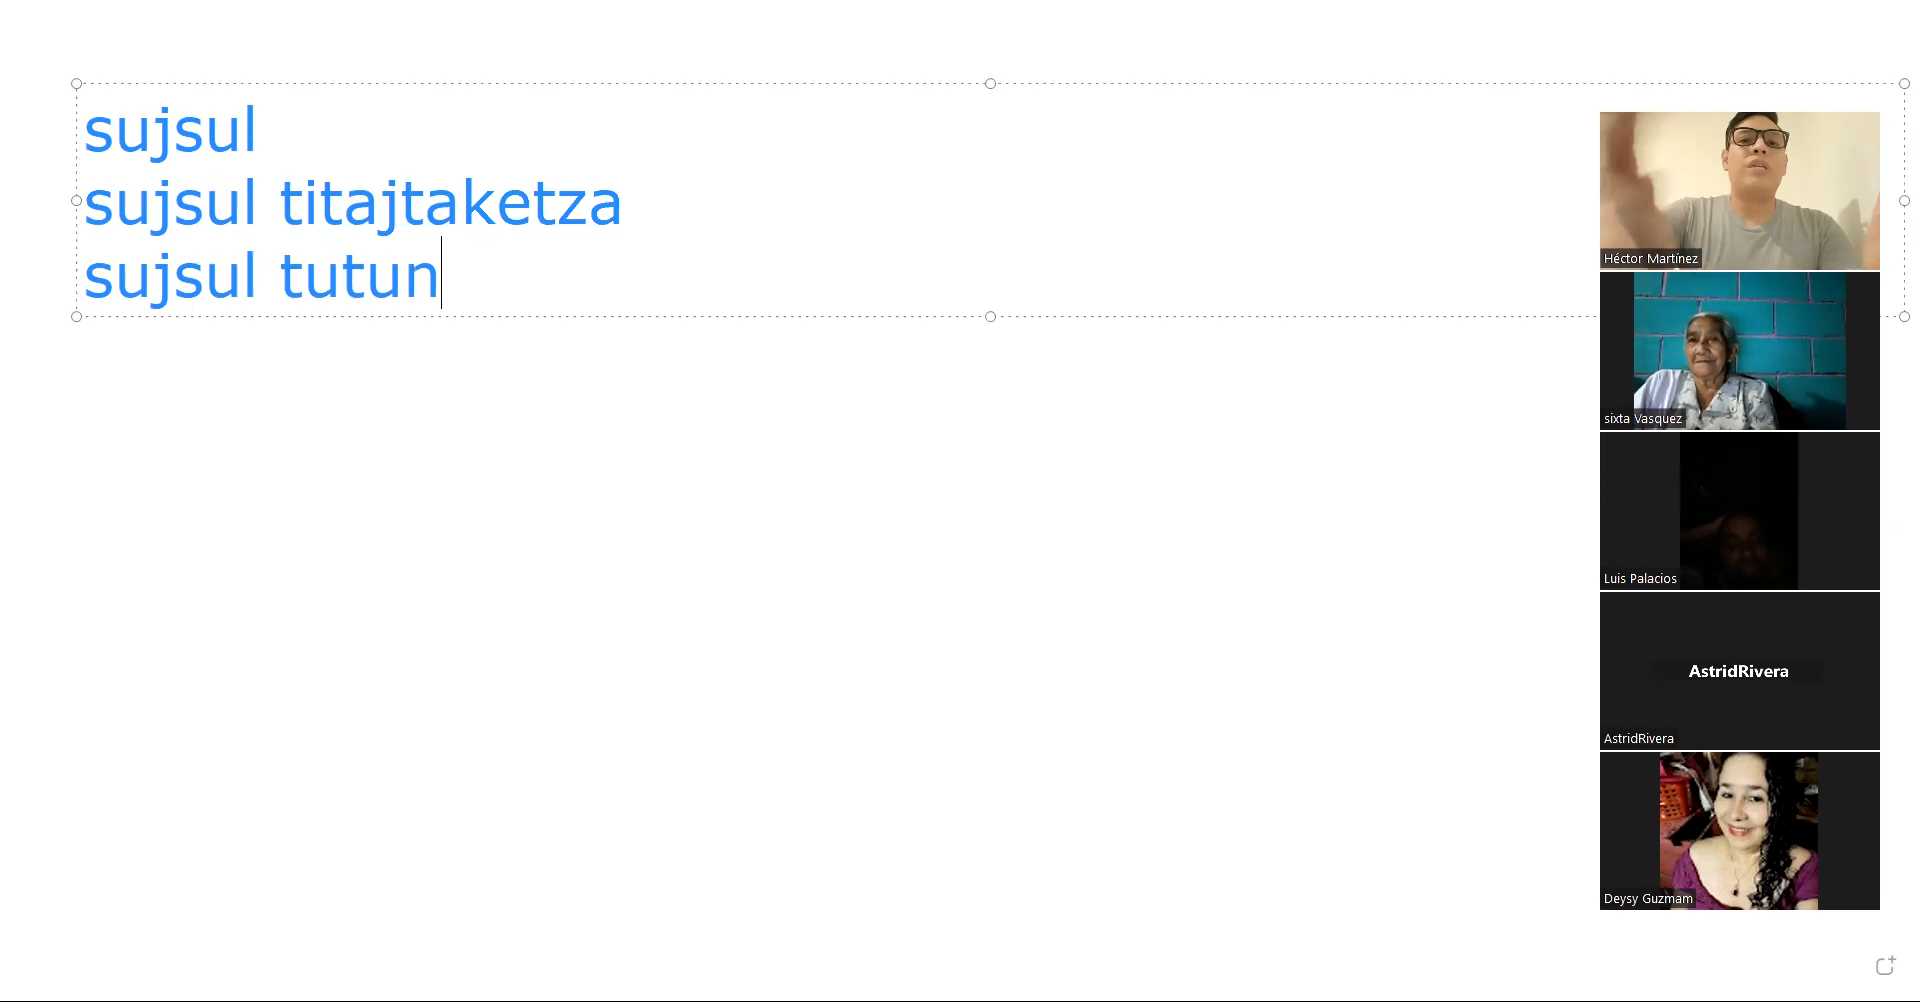 sujsul
sujsul titajtaketza
sujsul tutun
Héctor Martínez
sixta Vasquez
Luis Palacios
AstridRivera
AstridRivera
Deysy Guzmam